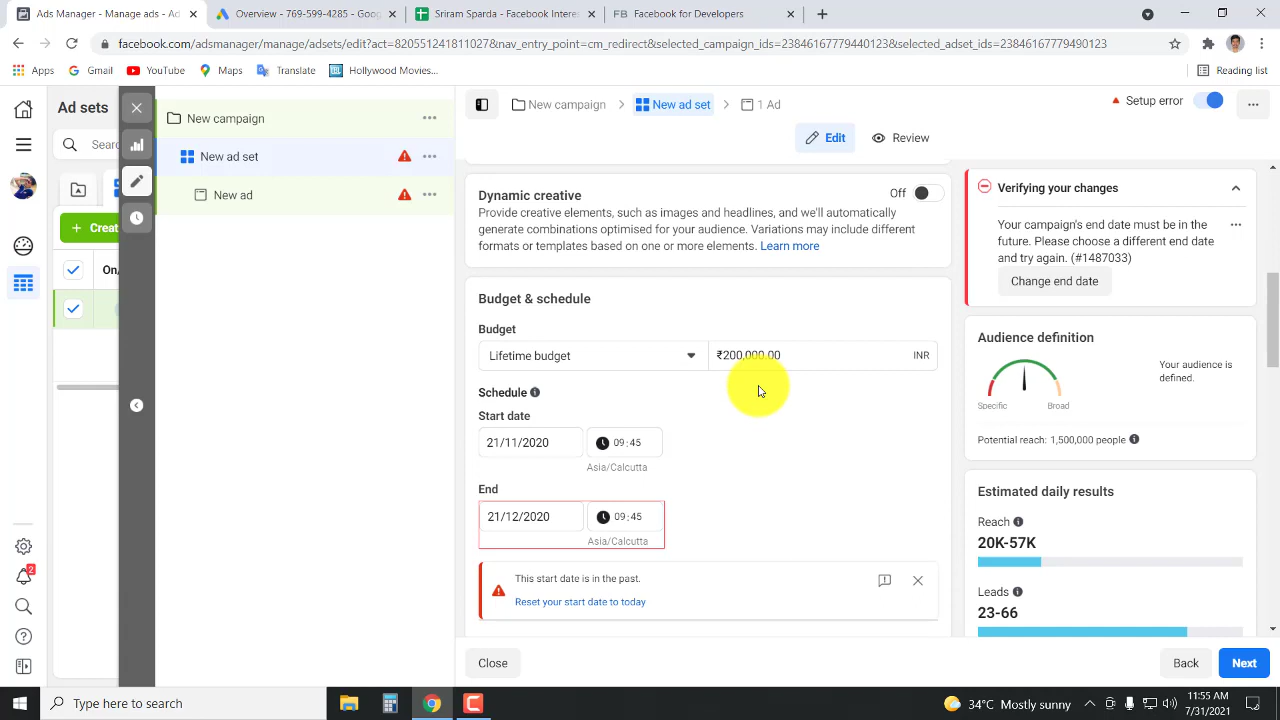 Ads Manager - Manage ads - Ad
Overview - 769-599-4285 - Goog
Sriram Sparda - Facebook Interes
FB Facebook for Developers
facebook.com/adsmanager/manage/adsets/edit?act=820551241811027&nav_entry_point=cm_redirect&selected_campaign_ids=23846167779440123&selected_adset_ids=23846167779490123
Apps
Gmail
YouTube
Maps
Translate
Hollywood Movies...
Reading list
Ad sets
Searc
Creat
On/
New campaign
New ad set
New ad
New campaign
New ad set
1 Ad
Setup error
Edit
Review
Dynamic creative
Off
Provide creative elements, such as images and headlines, and we'll automatically
generate combinations optimised for your audience. Variations may include different
formats or templates based on one or more elements. Learn more
Budget & schedule
Budget
Lifetime budget
₹200,000.00
INR
Schedule
Start date
21/11/2020
09:45
Asia/Calcutta
End
21/12/2020
09:45
Asia/Calcutta
This start date is in the past.
Reset your start date to today
Verifying your changes
Your campaign's end date must be in the
future. Please choose a different end date
and try again. (#1487033)
Change end date
Audience definition
Your audience is
defined.
Specific
Broad
Potential reach: 1,500,000 people
Estimated daily results
Reach
20K-57K
Leads
23-66
Close
Back
Next
2
Type here to search
34°C Mostly sunny
11:55 AM
7/31/2021